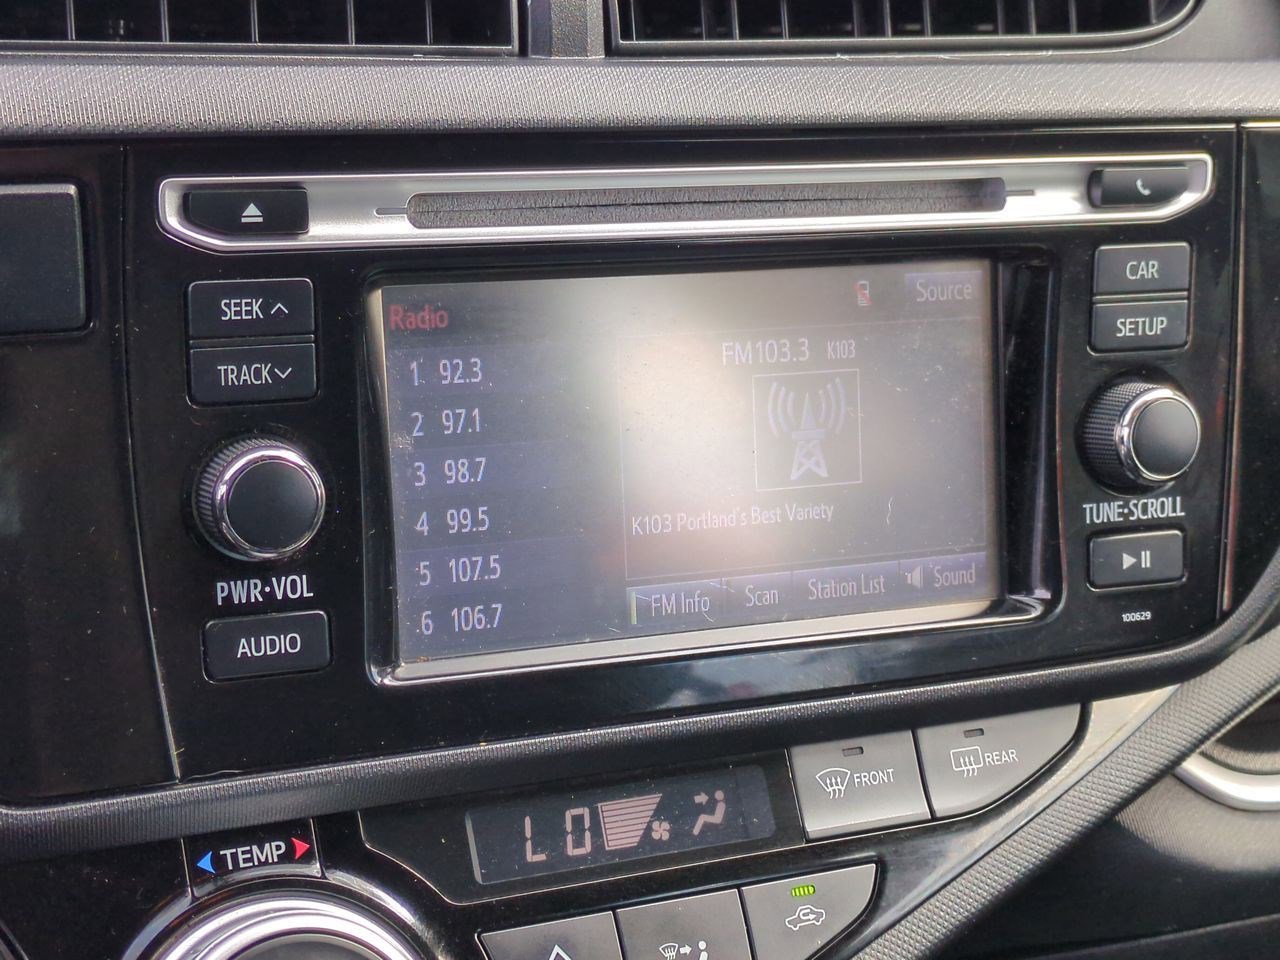 SEEK
TRACK
PWR·VOL
AUDIO
Radio
Source
1 92.3
2 97.1
3 98.7
4 99.5
5 107.5
6 106.7
FM103.3 K103
K103 Portland's Best Variety
FM Info Scan Station List Sound
CAR
SETUP
TUNE·SCROLL
100629
FRONT
REAR
TEMP
LO